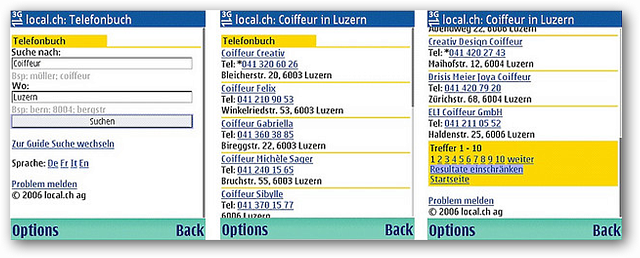 3G local.ch: Telefonbuch
Telefonbuch
Suche nach:
Coiffeur
Bsp: müller; coiffeur
Wo:
Luzern
Bsp: bern; 8004; bergstr
Suchen
Zur Guide Suche wechseln
Sprache: De Fr It En
Problem melden
© 2006 local.ch ag
Options Back
3G local.ch: Coiffeur in Luzern
Telefonbuch
Coiffeur Creativ
Tel: *041 320 60 26
Bleicherstr. 20, 6003 Luzern
Coiffeur Felix
Tel: 041 210 90 53
Winkelriedstr. 53, 6003 Luzern
Coiffeur Gabriella
Tel: 041 360 38 85
Bireggstr. 22, 6003 Luzern
Coiffeur Michèle Sager
Tel: 041 240 15 65
Bruchstr. 55, 6003 Luzern
Coiffeur Sibylle
Tel: 041 370 15 77
6006 Luzern
Options Back
3G local.ch: Coiffeur in Luzern
22, 6006 Luzern
Creativ Design Coiffeur
Tel: *041 420 27 43
Maihofstr. 12, 6004 Luzern
Drisis Meier Joya Coiffeur
Tel: 041 420 79 20
Zürichstr. 68, 6004 Luzern
ELI Coiffeur GmbH
Tel: 041 211 05 52
Haldenstr. 25, 6006 Luzern
Treffer 1 - 10
1 2 3 4 5 6 7 8 9 10 weiter
Resultate einschränken
Startseite
Problem melden
© 2006 local.ch ag
Options Back